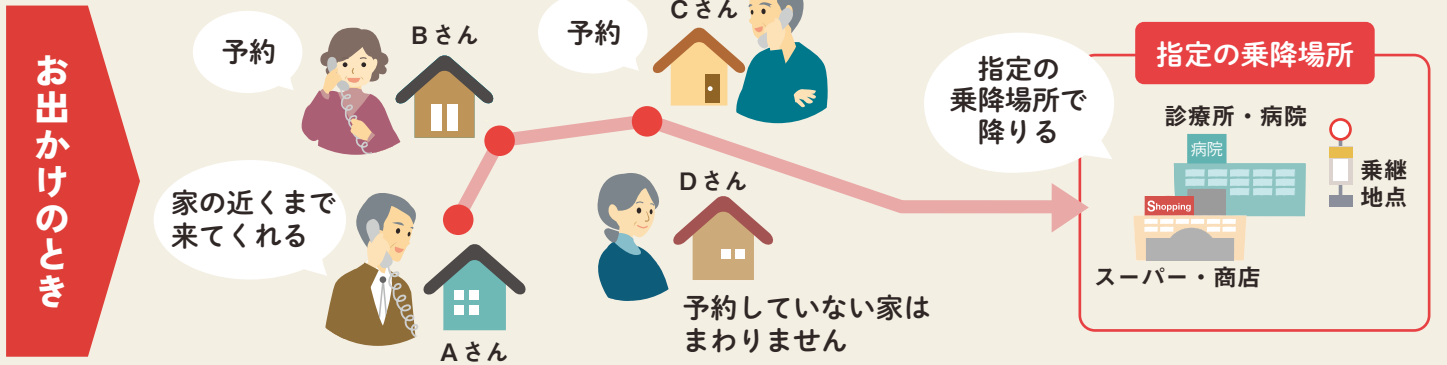 お出かけのとき
予約
Bさん
家の近くまで
来てくれる
Aさん
予約
Cさん
Dさん
予約していない家は
まわりません
指定の
乗降場所で
降りる
指定の乗降場所
診療所・病院
病院
乗継
地点
Shopping
スーパー・商店